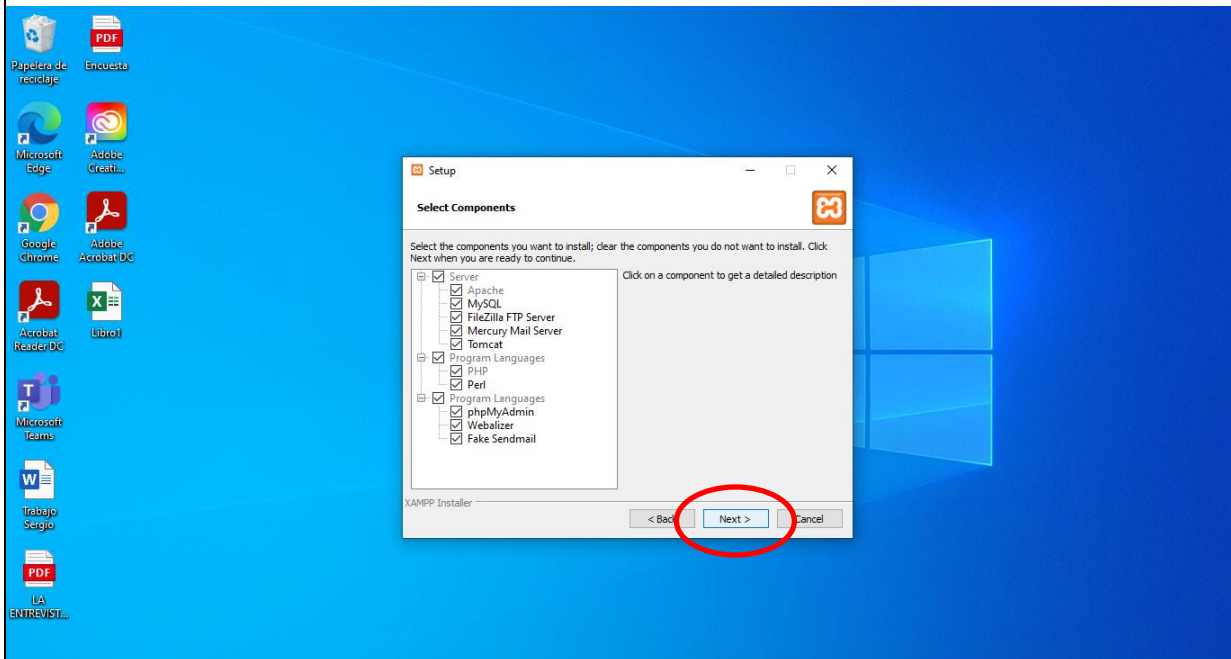 Papelera de
reciclaje
PDF
Encuesta
Microsoft
Edge
Adobe
Creati...
Google
Chrome
Adobe
Acrobat DC
Acrobat
Reader DC
X
Libro1
T
Microsoft
Teams
W
Trabajo
Sergio
PDF
LA
ENTREVIST...
Setup
Select Components
Select the components you want to install; clear the components you do not want to install. Click
Next when you are ready to continue.
Server
Apache
MySQL
FileZilla FTP Server
Mercury Mail Server
Tomcat
Program Languages
PHP
Perl
Program Languages
phpMyAdmin
Webalizer
Fake Sendmail
Click on a component to get a detailed description
XAMPP Installer
< Back
Next >
Cancel